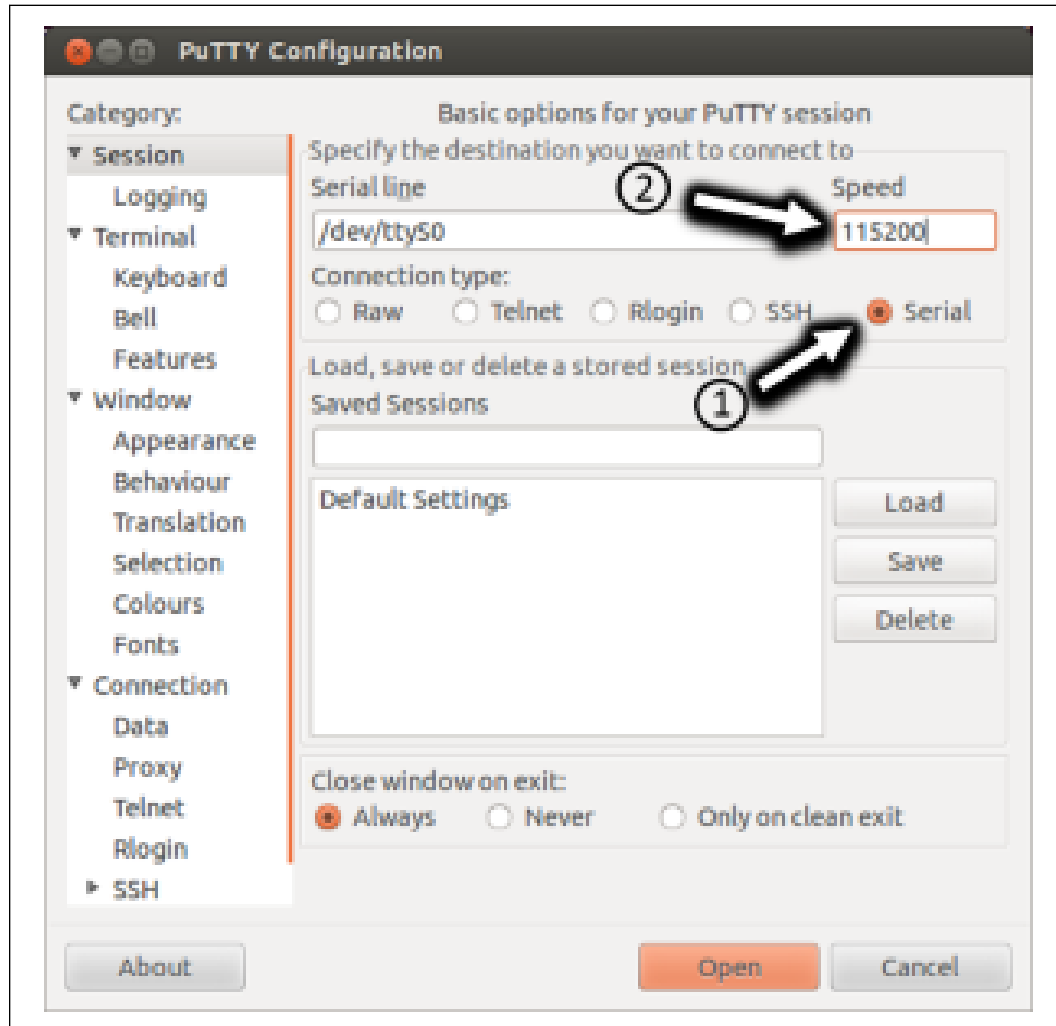 PuTTY Configuration
Category:
Session
Logging
Terminal
Keyboard
Bell
Features
Window
Appearance
Behaviour
Translation
Selection
Colours
Fonts
Connection
Data
Proxy
Telnet
Rlogin
SSH
Basic options for your PuTTY session
Specify the destination you want to connect to
Serial line ② Speed
/dev/ttyS0 115200
Connection type:
Raw Telnet Rlogin SSH Serial
Load, save or delete a stored session
①
Saved Sessions
Default Settings
Load
Save
Delete
Close window on exit:
Always Never Only on clean exit
About Open Cancel